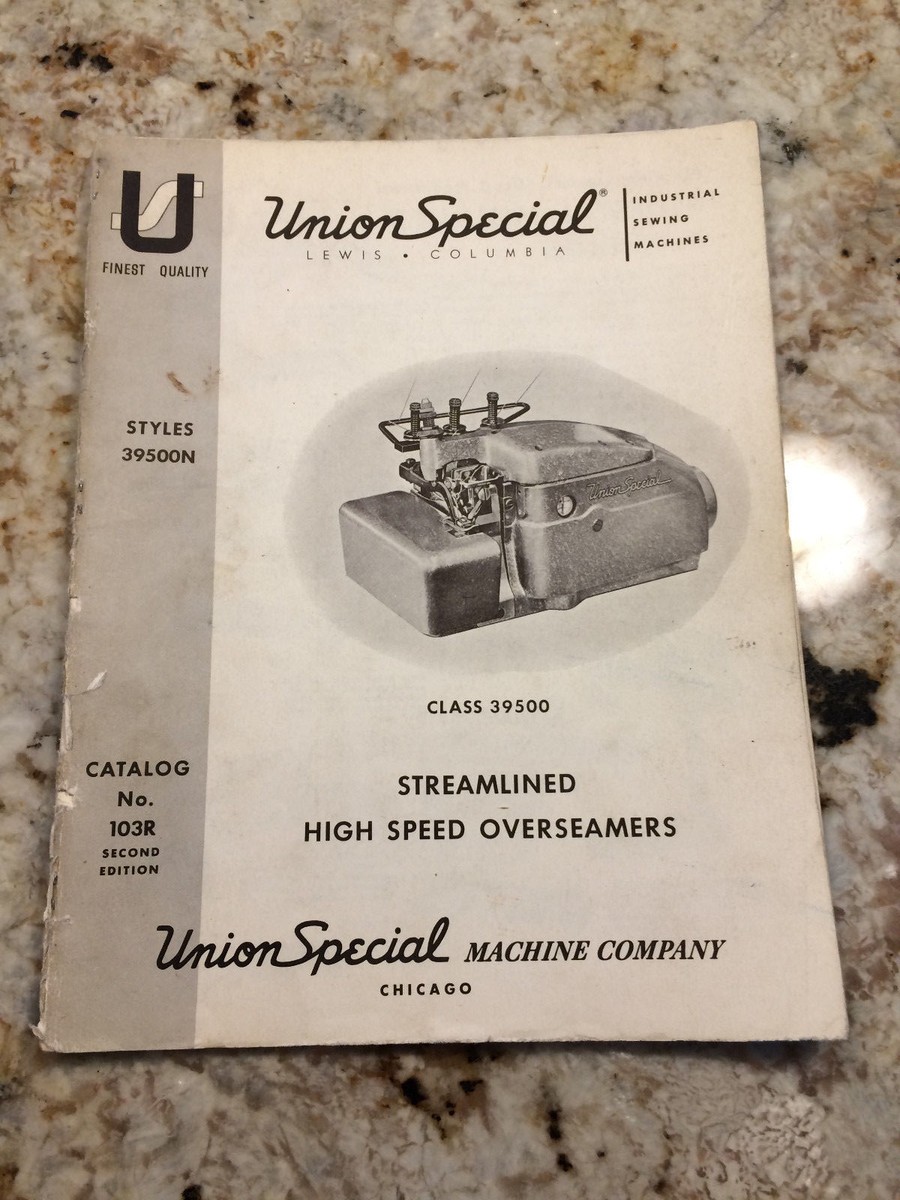 US
FINEST QUALITY
Union Special®
LEWIS • COLUMBIA
INDUSTRIAL
SEWING
MACHINES
STYLES
39500N
Union Special
CLASS 39500
STREAMLINED
HIGH SPEED OVERSEAMERS
CATALOG
No.
103R
SECOND
EDITION
Union Special MACHINE COMPANY
CHICAGO